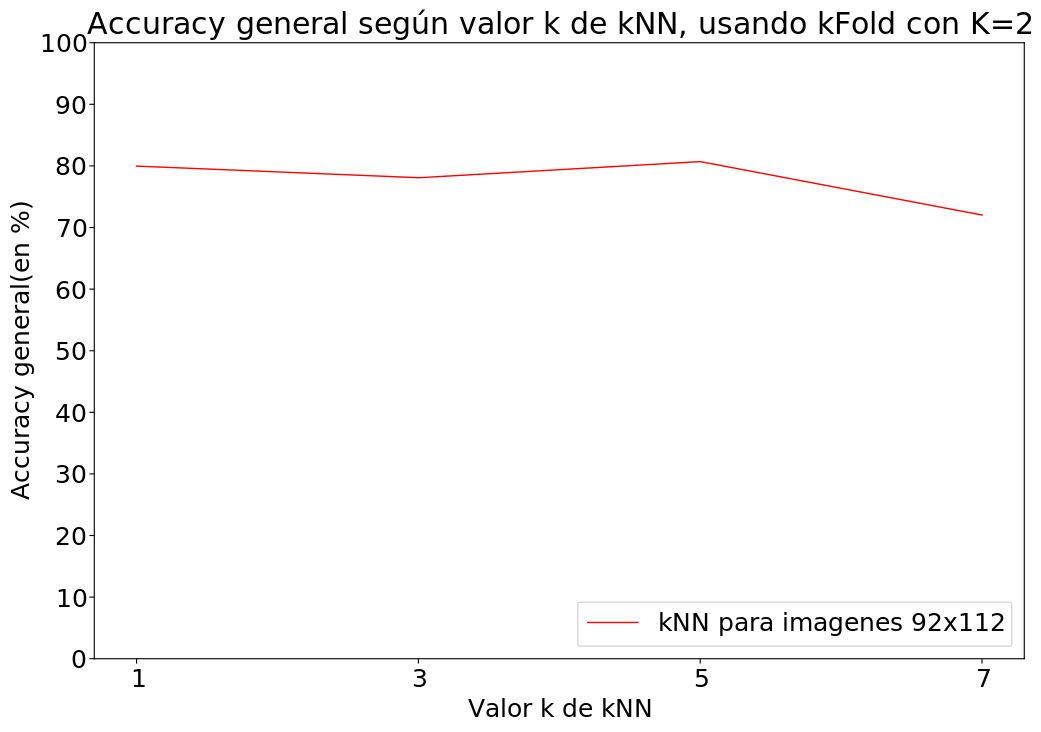 Accuracy general según valor k de kNN, usando kFold con K=2
100
90
80
70
60
50
40
30
20
10
0
Accuracy general(en %)
kNN para imagenes 92x112
1 3 5 7
Valor k de kNN